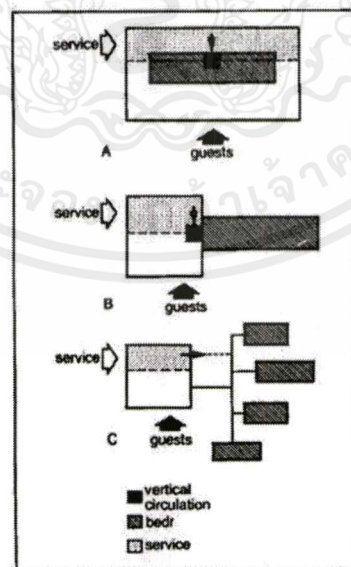 service
A
guests
service
B
guests
service
C
guests
vertical
circulation
bedr
service